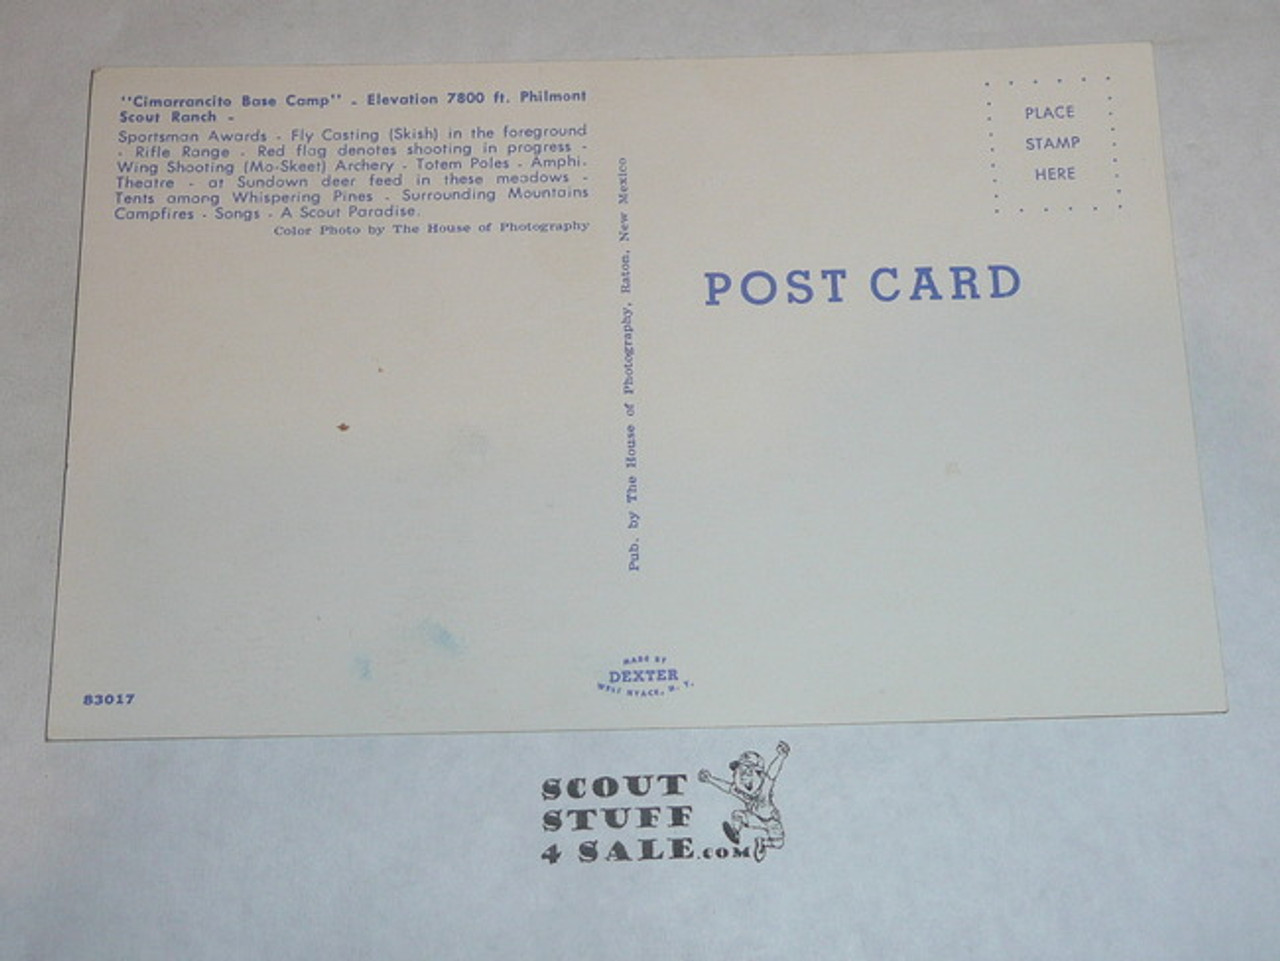 "Cimarroncito Base Camp" - Elevation 7800 ft. Philmont
Scout Ranch -
Sportsman Awards - Fly Casting (Skish) in the foreground
- Rifle Range - Red flag denotes shooting in progress -
Wing Shooting (Mo-Skeet) Archery - Totem Poles - Amphi-
Theatre - at Sundown deer feed in these meadows -
Tents among Whispering Pines - Surrounding Mountains
Campfires - Songs - A Scout Paradise.
Color Photo by The House of Photography
Pub. by The House of Photography, Raton, New Mexico
PLACE
STAMP
HERE
POST CARD
83017
MADE BY
DEXTER
WEST NYACK, N. Y.
SCOUT
STUFF
4 SALE.COM